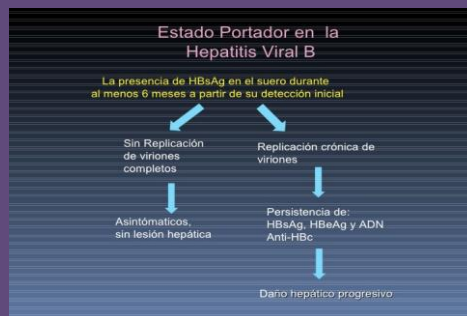 Estado Portador en la
Hepatitis Viral B
La presencia de HBsAg en el suero durante
al menos 6 meses a partir de su detección inicial
Sin Replicación
de viriones
completos
Replicación crónica de
viriones
Asintómaticos,
sin lesión hepática
Persistencia de:
HBsAg, HBeAg y ADN
Anti-HBc
Daño hepático progresivo